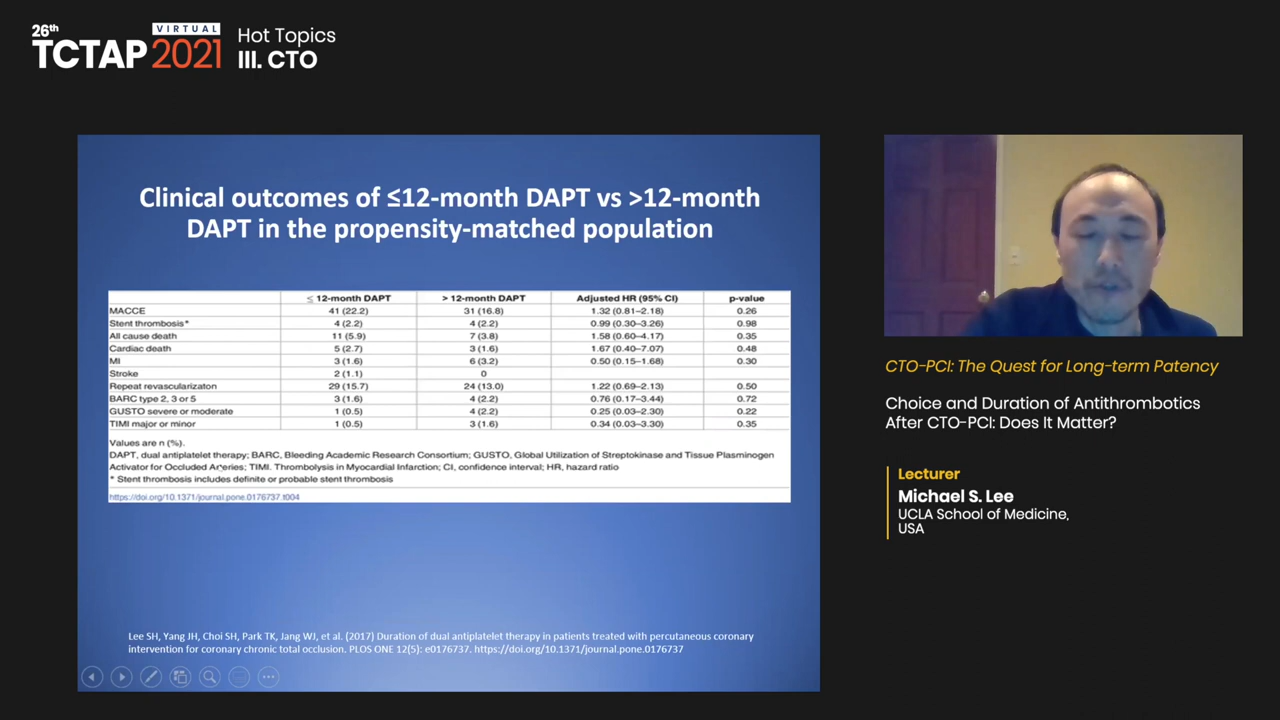 26th
VIRTUAL
TCTAP 2021
Hot Topics
III. CTO
Clinical outcomes of ≤12-month DAPT vs >12-month
DAPT in the propensity-matched population
≤ 12-month DAPT > 12-month DAPT Adjusted HR (95% CI) p-value
MACCE 41 (22.2) 31 (16.8) 1.32 (0.81–2.18) 0.26
Stent thrombosis* 4 (2.2) 4 (2.2) 0.99 (0.30–3.26) 0.98
All cause death 11 (5.9) 7 (3.8) 1.58 (0.60–4.17) 0.35
Cardiac death 5 (2.7) 3 (1.6) 1.67 (0.40–7.07) 0.48
MI 3 (1.6) 6 (3.2) 0.50 (0.15–1.68) 0.30
Stroke 2 (1.1) 0
Repeat revascularizaton 29 (15.7) 24 (13.0) 1.22 (0.69–2.13) 0.50
BARC type 2, 3 or 5 3 (1.6) 4 (2.2) 0.76 (0.17–3.44) 0.72
GUSTO severe or moderate 1 (0.5) 4 (2.2) 0.25 (0.03–2.30) 0.22
TIMI major or minor 1 (0.5) 3 (1.6) 0.34 (0.03–3.30) 0.35
Values are n (%).
DAPT, dual antiplatelet therapy; BARC, Bleeding Academic Research Consortium; GUSTO, Global Utilization of Streptokinase and Tissue Plasminogen
Activator for Occluded Arteries; TIMI. Thrombolysis in Myocardial Infarction; CI, confidence interval; HR, hazard ratio
* Stent thrombosis includes definite or probable stent thrombosis
https://doi.org/10.1371/journal.pone.0176737.t004
Lee SH, Yang JH, Choi SH, Park TK, Jang WJ, et al. (2017) Duration of dual antiplatelet therapy in patients treated with percutaneous coronary
intervention for coronary chronic total occlusion. PLOS ONE 12(5): e0176737. https://doi.org/10.1371/journal.pone.0176737
CTO-PCI: The Quest for Long-term Patency
Choice and Duration of Antithrombotics
After CTO-PCI: Does It Matter?
Lecturer
Michael S. Lee
UCLA School of Medicine,
USA